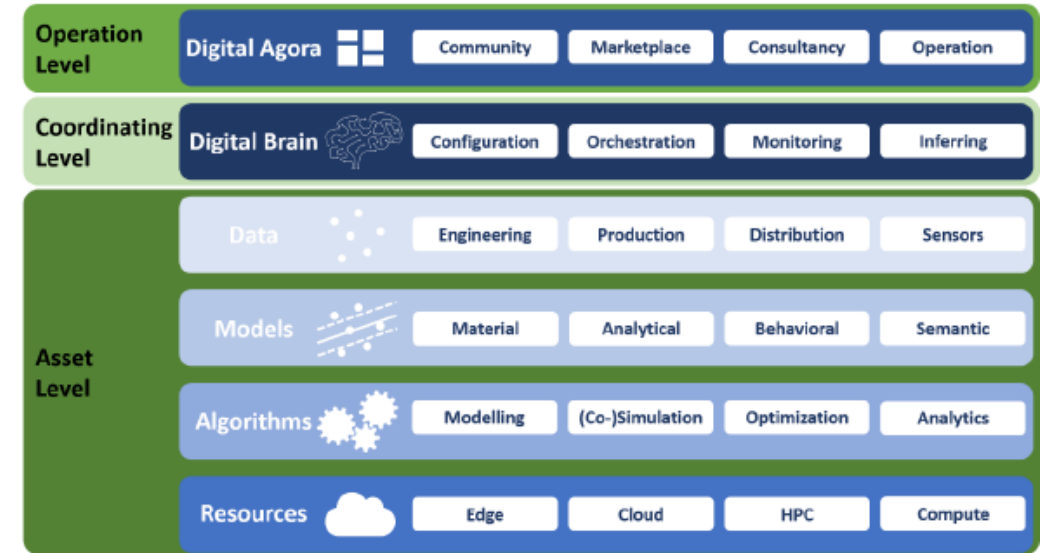 Operation
Level
Digital Agora
Community
Marketplace
Consultancy
Operation
Coordinating
Level
Digital Brain
Configuration
Orchestration
Monitoring
Inferring
Asset
Level
Data
Engineering
Production
Distribution
Sensors
Models
Material
Analytical
Behavioral
Semantic
Algorithms
Modelling
(Co-)Simulation
Optimization
Analytics
Resources
Edge
Cloud
HPC
Compute